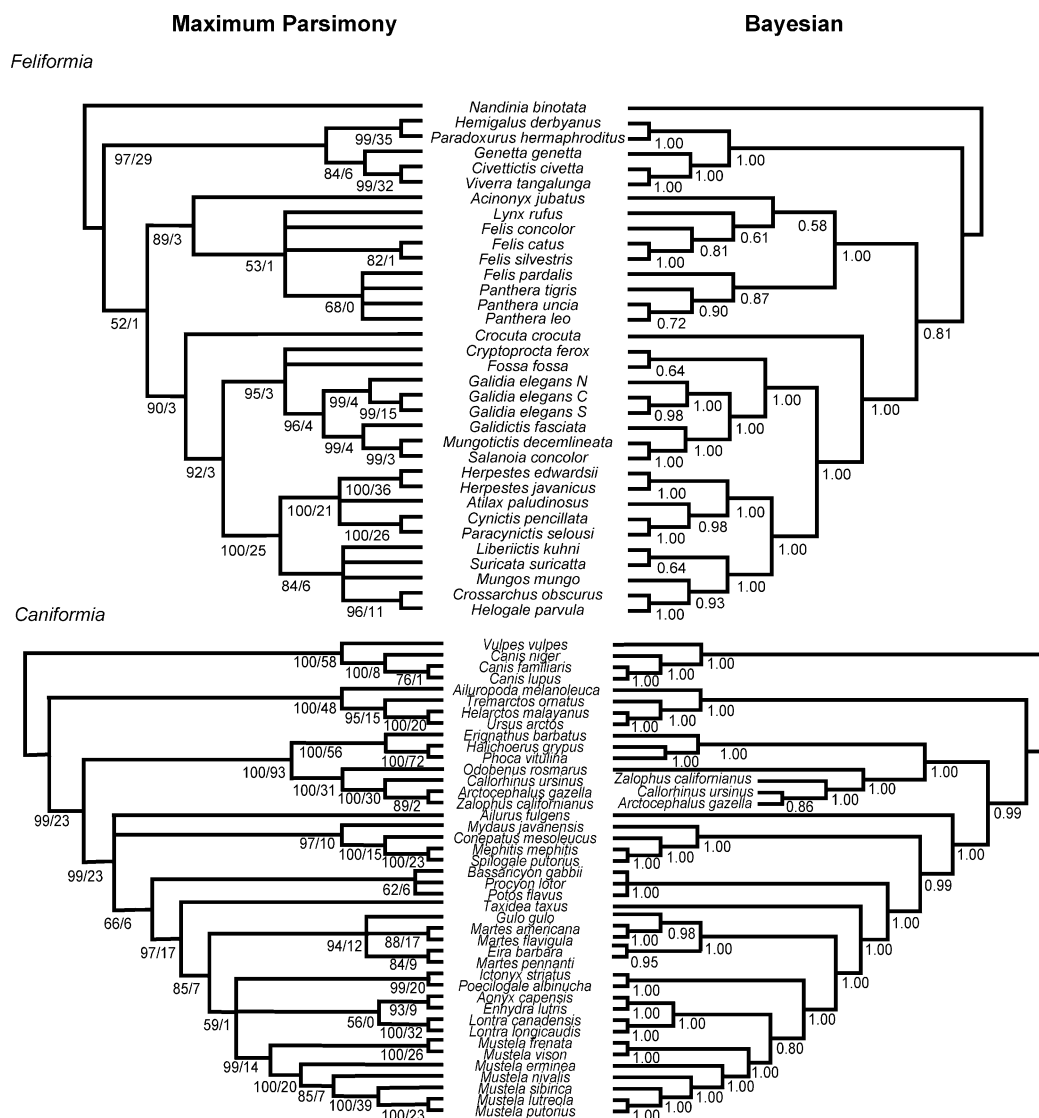 Maximum Parsimony
Bayesian
Feliformia
Nandinia binotata
Hemigalus derbyanus
99/35
Paradoxurus hermaphroditus
1.00
97/29
Genetta genetta
1.00
84/6
Civettictis civetta
1.00
99/32
Viverra tangalunga
1.00
Acinonyx jubatus
Lynx rufus
0.58
89/3
Felis concolor
0.61
Felis catus
0.81
82/1
Felis silvestris
1.00
1.00
53/1
Felis pardalis
Panthera tigris
0.87
68/0
Panthera uncia
0.90
Panthera leo
0.72
52/1
0.81
Crocuta crocuta
Cryptoprocta ferox
Fossa fossa
0.64
95/3
Galidia elegans N
99/4
Galidia elegans C
1.00
90/3
1.00
99/15
Galidia elegans S
0.98
96/4
Galidictis fasciata
1.00
99/4
Mungotictis decemlineata
1.00
99/3
Salanoia concolor
1.00
92/3
1.00
Herpestes edwardsii
100/36
Herpestes javanicus
1.00
100/21
Atilax paludinosus
1.00
Cynictis pencillata
0.98
100/26
Paracynictis selousi
1.00
100/25
1.00
Liberiictis kuhni
Suricata suricatta
0.64
84/6
Mungos mungo
1.00
Crossarchus obscurus
0.93
96/11
Helogale parvula
1.00
Caniformia
Vulpes vulpes
100/58
Canis niger
1.00
100/8
Canis familiaris
76/1
Canis lupus
1.00
1.00
Ailuropoda melanoleuca
100/48
Tremarctos ornatus
1.00
95/15
Helarctos malayanus
100/20
Ursus arctos
1.00
1.00
Erignathus barbatus
100/56
Halichoerus grypus
1.00
100/72
Phoca vitulina
1.00
1.00
100/93
Odobenus rosmarus
100/31
Callorhinus ursinus
Zalophus californianus
1.00
100/30
Arctocephalus gazella
Callorhinus ursinus
1.00
89/2
Zalophus californianus
Arctocephalus gazella
0.86
99/23
0.99
Ailurus fulgens
Mydaus javanensis
97/10
Conepatus mesoleucus
1.00
100/15
Mephitis mephitis
1.00
100/23
Spilogale putorius
1.00
1.00
99/23
Bassaricyon gabbii
0.99
62/6
Procyon lotor
1.00
Potos flavus
66/6
Taxidea taxus
1.00
Gulo gulo
Martes americana
0.98
94/12
88/17
Martes flavigula
1.00
1.00
97/17
Eira barbara
1.00
84/9
Martes pennanti
0.95
85/7
Ictonyx striatus
1.00
99/20
Poecilogale albinucha
1.00
Aonyx capensis
93/9
Enhydra lutris
1.00
1.00
59/1
56/0
Lontra canadensis
1.00
100/32
Lontra longicaudis
1.00
Mustela frenata
0.80
100/26
Mustela vison
1.00
99/14
Mustela erminea
1.00
100/20
Mustela nivalis
1.00
85/7
Mustela sibirica
1.00
100/39
Mustela lutreola
1.00
100/23
Mustela putorius
1.00